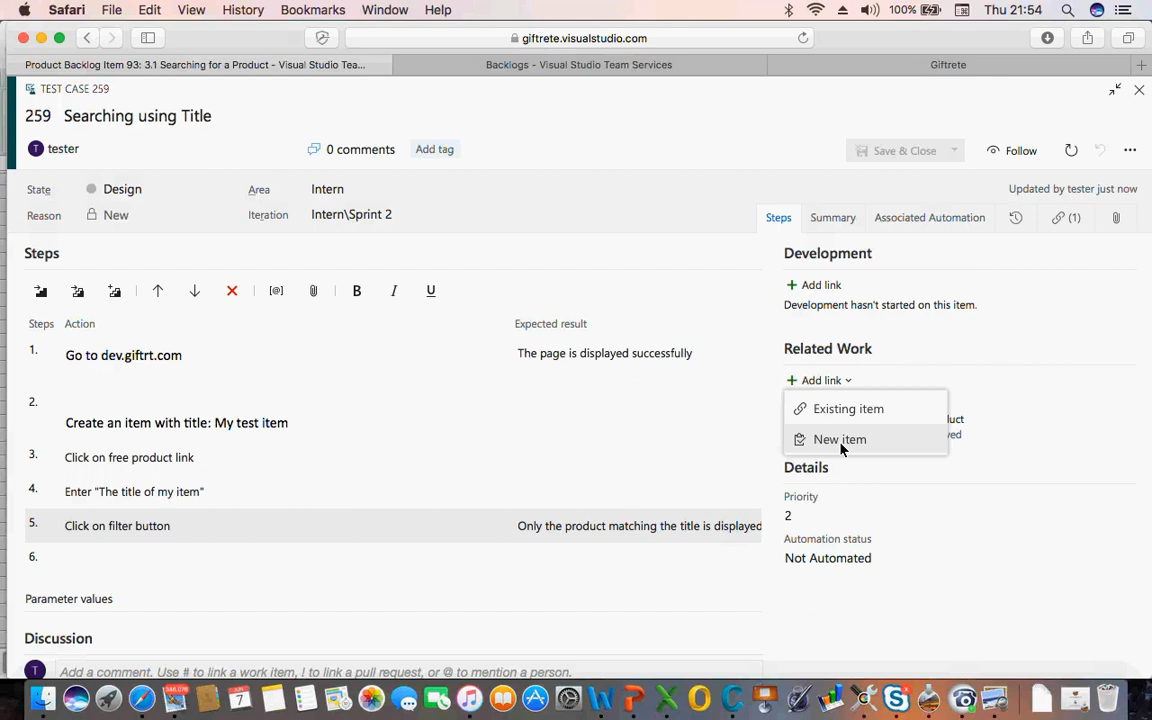 Safari File Edit View History Bookmarks Window Help 100% Thu 21:54
giftrete.visualstudio.com
Product Backlog Item 93: 3.1 Searching for a Product - Visual Studio Tea... Backlogs - Visual Studio Team Services Giftrete
TEST CASE 259
259 Searching using Title
T tester 0 comments Add tag Save & Close Follow
State Design Area Intern Updated by tester just now
Reason New Iteration Intern\Sprint 2
Steps Summary Associated Automation (1)
Steps
[@] B I U
Steps Action Expected result
1. Go to dev.giftrt.com The page is displayed successfully
2. Create an item with title: My test item
3. Click on free product link
4. Enter "The title of my item"
5. Click on filter button Only the product matching the title is displayed
6.
Parameter values
Discussion
T Add a comment. Use # to link a work item, ! to link a pull request, or @ to mention a person.
Development
+ Add link
Development hasn't started on this item.
Related Work
+ Add link
Existing item
New item
Details
Priority
2
Automation status
Not Automated